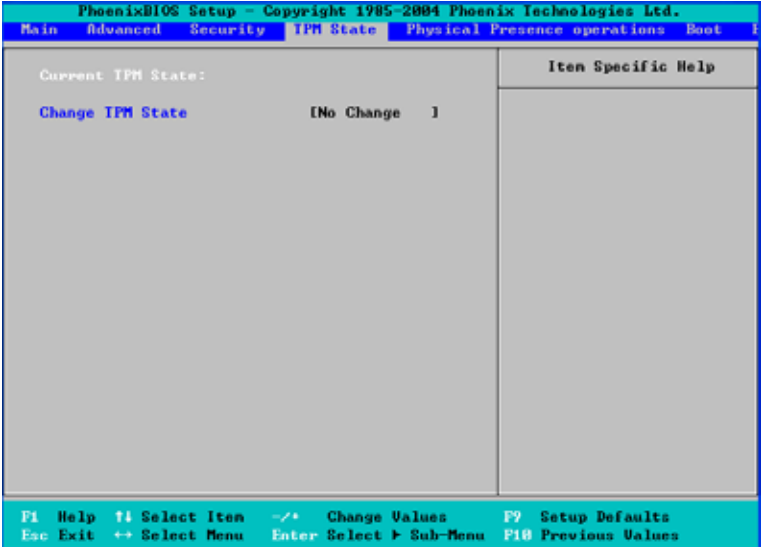 PhoenixBIOS Setup - Copyright 1985-2004 Phoenix Technologies Ltd.
Main Advanced Security TPM State Physical Presence operations Boot
Current TPM State:
Item Specific Help
Change TPM State [No Change ]
F1 Help ↑↓ Select Item -/+ Change Values F9 Setup Defaults
Esc Exit ↔ Select Menu Enter Select ▶ Sub-Menu F10 Previous Values